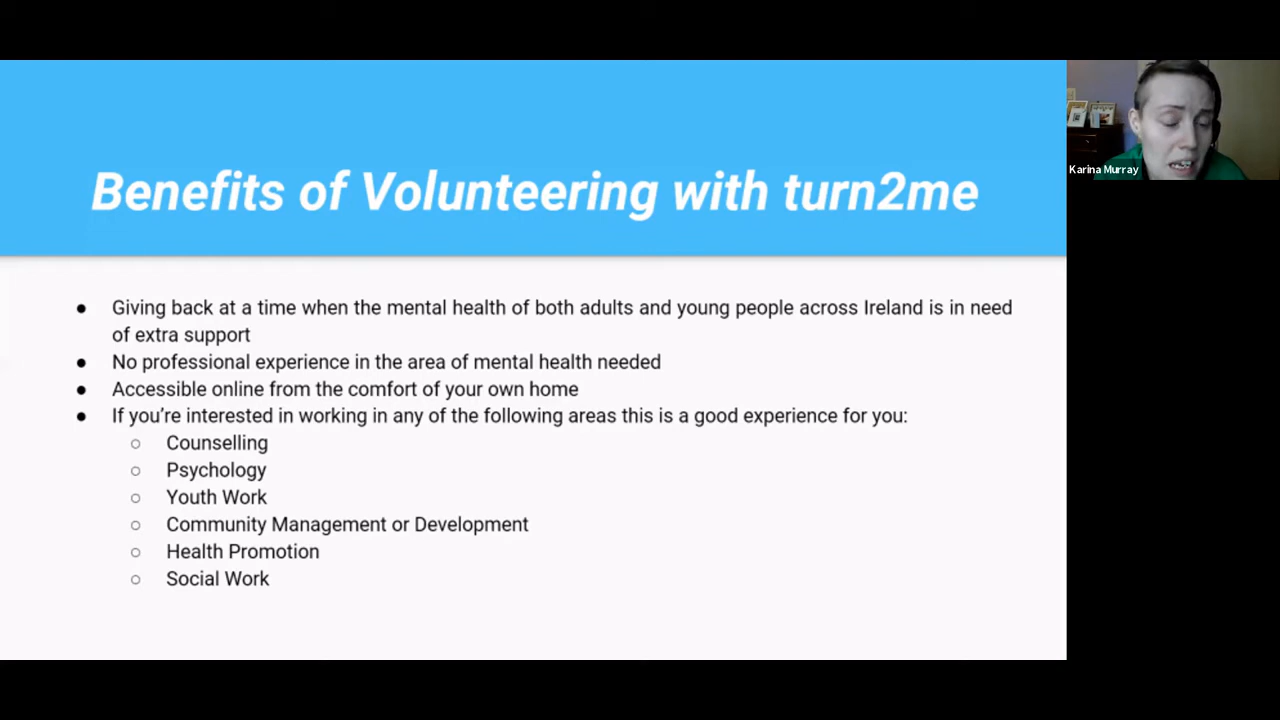 Benefits of Volunteering with turn2me
Karina Murray
● Giving back at a time when the mental health of both adults and young people across Ireland is in need
of extra support
● No professional experience in the area of mental health needed
● Accessible online from the comfort of your own home
● If you’re interested in working in any of the following areas this is a good experience for you:
○ Counselling
○ Psychology
○ Youth Work
○ Community Management or Development
○ Health Promotion
○ Social Work